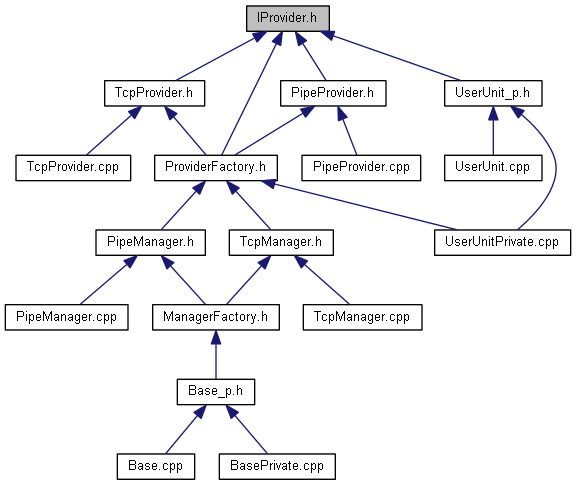 IProvider.h
TcpProvider.h
PipeProvider.h
UserUnit_p.h
TcpProvider.cpp
ProviderFactory.h
PipeProvider.cpp
UserUnit.cpp
PipeManager.h
TcpManager.h
UserUnitPrivate.cpp
PipeManager.cpp
ManagerFactory.h
TcpManager.cpp
Base_p.h
Base.cpp
BasePrivate.cpp